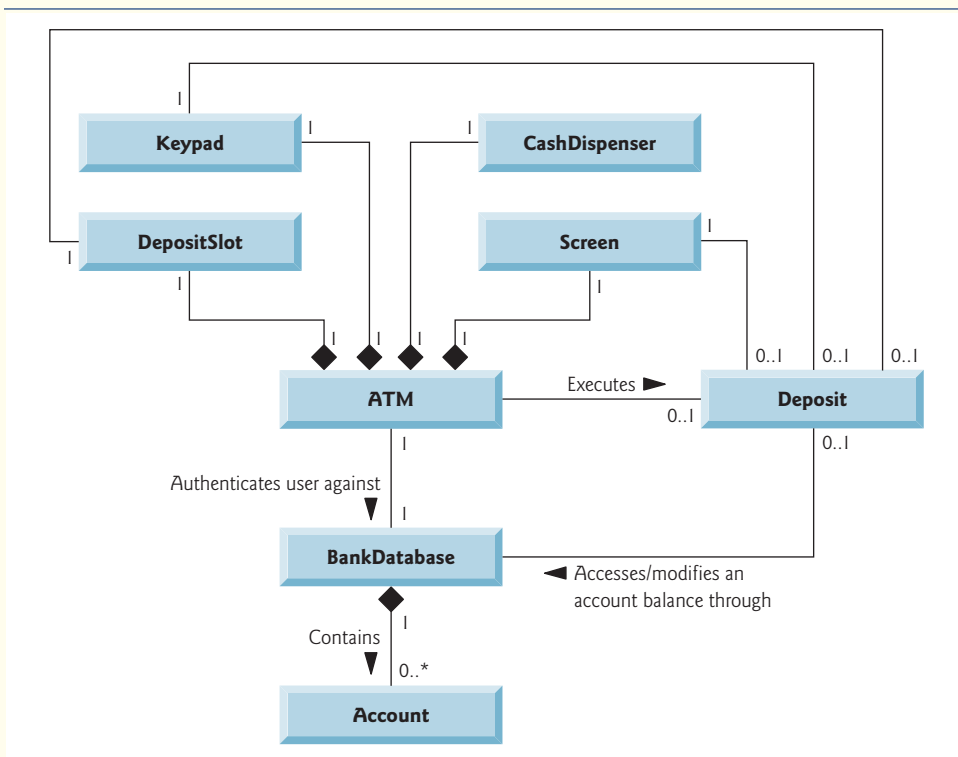 1
Keypad
1
1
CashDispenser
DepositSlot
1
1
Screen
1
1
1
1
1
1
0..1
0..1
0..1
ATM
Executes
0..1
Deposit
1
0..1
Authenticates user against
1
BankDatabase
Accesses/modifies an
account balance through
1
Contains
0..*
Account